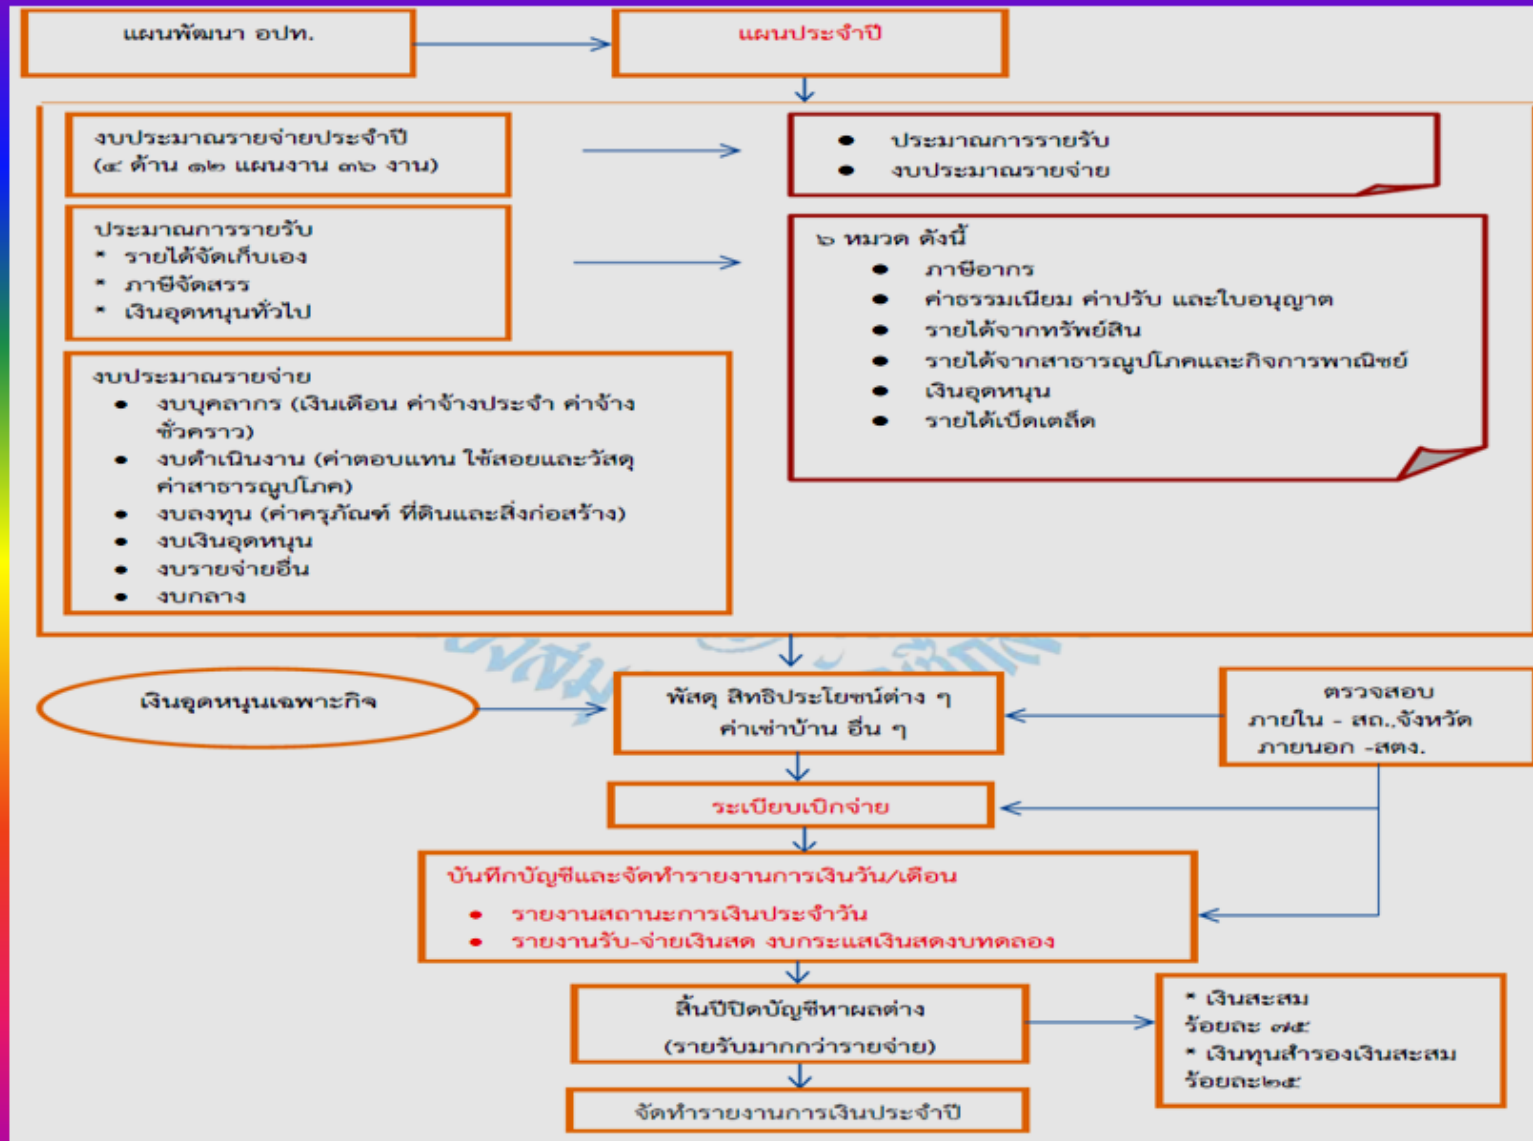 แผนพัฒนา อปท.
แผนประจำปี
งบประมาณรายจ่ายประจำปี
(๔ ด้าน ๑๒ แผนงาน ๓๖ งาน)
● ประมาณการรายรับ
● งบประมาณรายจ่าย
ประมาณการรายรับ
* รายได้จัดเก็บเอง
* ภาษีจัดสรร
* เงินอุดหนุนทั่วไป
๖ หมวด ดังนี้
● ภาษีอากร
● ค่าธรรมเนียม ค่าปรับ และใบอนุญาต
● รายได้จากทรัพย์สิน
● รายได้จากสาธารณูปโภคและกิจการพาณิชย์
● เงินอุดหนุน
● รายได้เบ็ดเตล็ด
งบประมาณรายจ่าย
● งบบุคลากร (เงินเดือน ค่าจ้างประจำ ค่าจ้าง
ชั่วคราว)
● งบดำเนินงาน (ค่าตอบแทน ใช้สอยและวัสดุ
ค่าสาธารณูปโภค)
● งบลงทุน (ค่าครุภัณฑ์ ที่ดินและสิ่งก่อสร้าง)
● งบเงินอุดหนุน
● งบรายจ่ายอื่น
● งบกลาง
เงินอุดหนุนเฉพาะกิจ
พัสดุ สิทธิประโยชน์ต่าง ๆ
ค่าเช่าบ้าน อื่น ๆ
ตรวจสอบ
ภายใน - สถ.,จังหวัด
ภายนอก -สตง.
ระเบียบเบิกจ่าย
บันทึกบัญชีและจัดทำรายงานการเงินวัน/เดือน
● รายงานสถานะการเงินประจำวัน
● รายงานรับ-จ่ายเงินสด งบกระแสเงินสดงบทดลอง
สิ้นปีปิดบัญชีหาผลต่าง
(รายรับมากกว่ารายจ่าย)
* เงินสะสม
ร้อยละ ๗๕
* เงินทุนสำรองเงินสะสม
ร้อยละ๒๕
จัดทำรายงานการเงินประจำปี